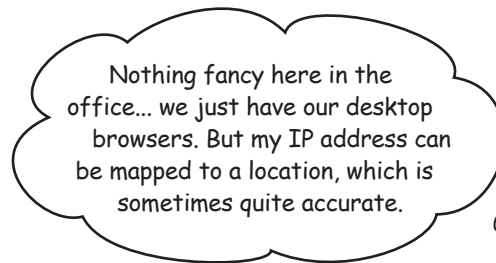 Nothing fancy here in the
office... we just have our desktop
browsers. But my IP address can
be mapped to a location, which is
sometimes quite accurate.